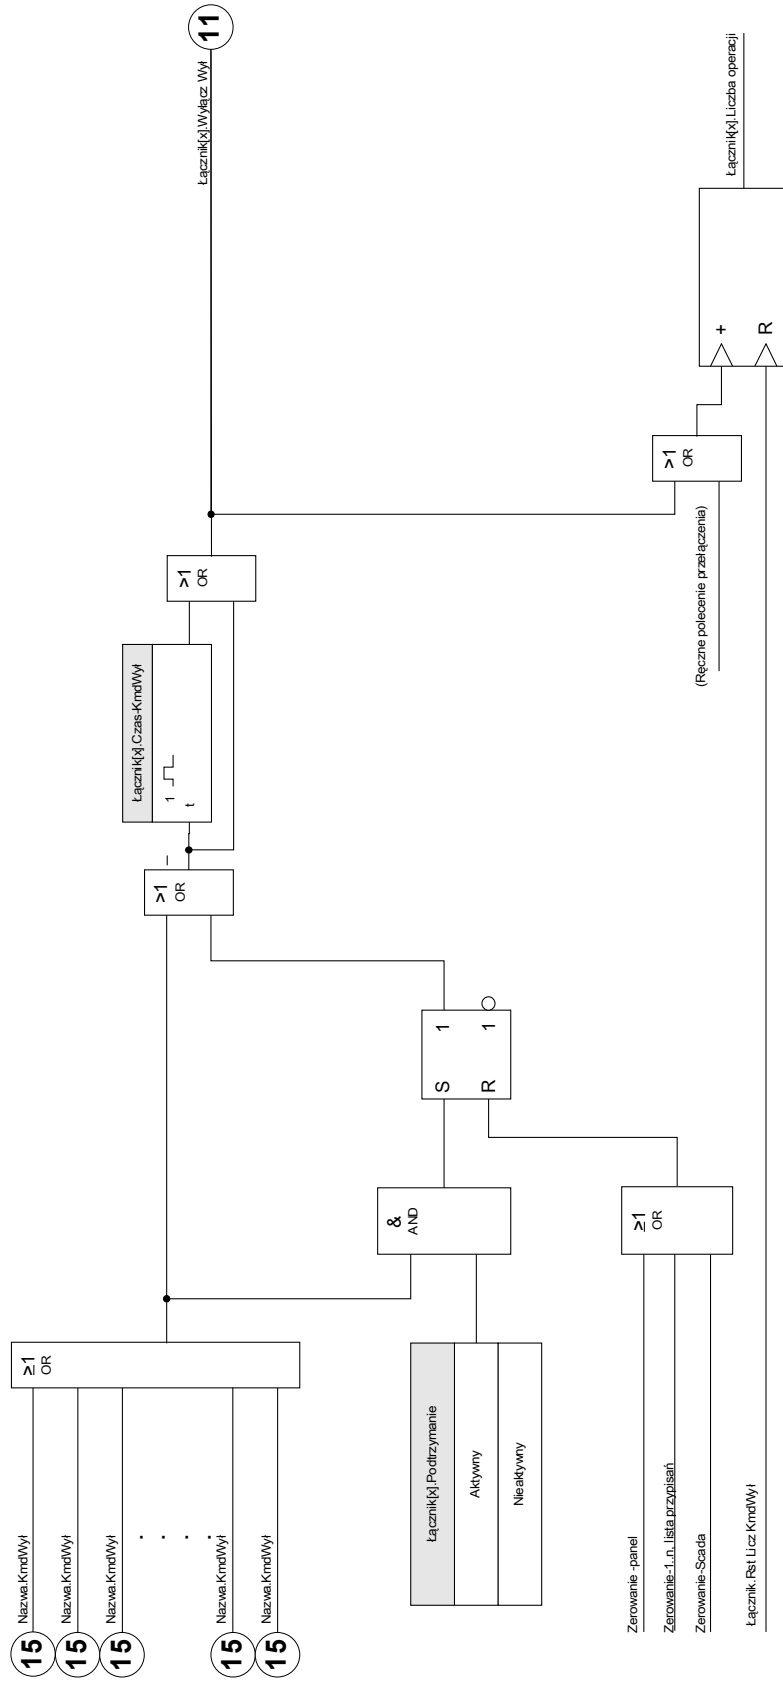 15
Nazwa.KmdWył
15
Nazwa.KmdWył
15
Nazwa.KmdWył
. . . .
15
Nazwa.KmdWył
15
Nazwa.KmdWył
≥1
OR
>1
OR
Łącznik[x].Czas-KmdWył
1
t
>1
OR
Łącznik[x].Wyłącz Wył
11
Łącznik[x].Podtrzymanie
Aktywny
Nieaktywny
&
AND
S 1
R 1
Zerowanie -panel
Zerowanie-1..n, lista przypisań
Zerowanie-Scada
≥1
OR
(Ręczne polecenie przełączenia)
>1
OR
+
R
Łącznik[x].Liczba operacji
Łącznik.Rst Licz KmdWył